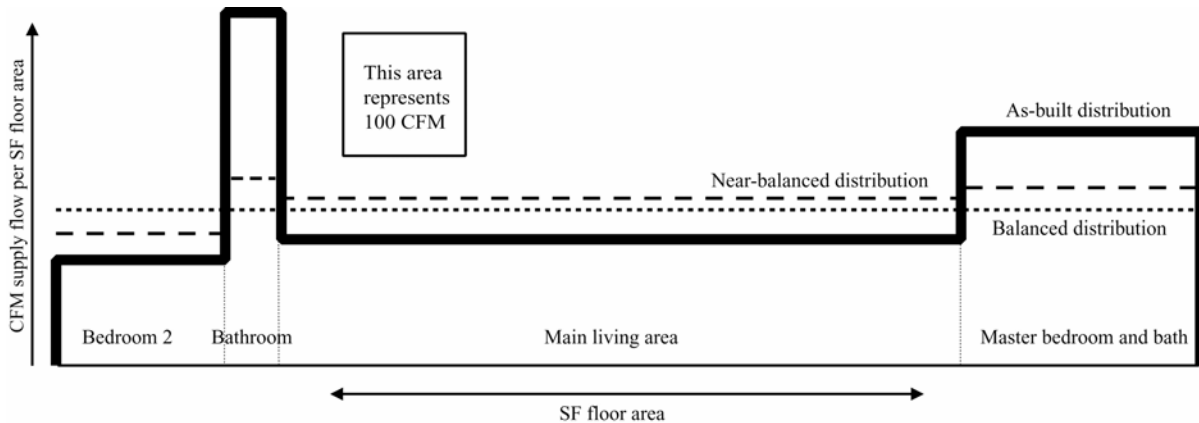 CFM supply flow per SF floor area
This area
represents
100 CFM
As-built distribution
Near-balanced distribution
Balanced distribution
Bedroom 2
Bathroom
Main living area
Master bedroom and bath
SF floor area